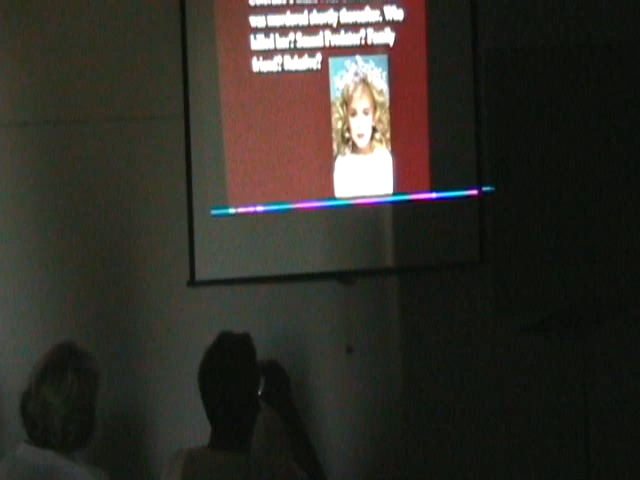 was murdered shortly thereafter. Who
killed her? Sexual Predator? Family
friend? Relative?